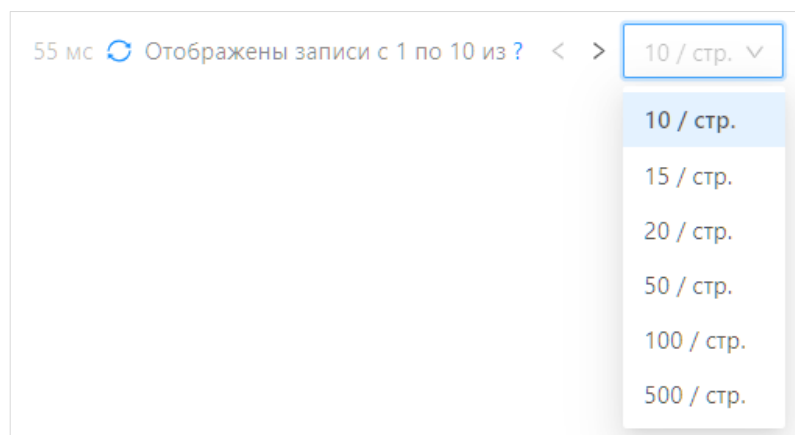 55 мс Отображены записи с 1 по 10 из ? < > 10 / стр.
10 / стр.
15 / стр.
20 / стр.
50 / стр.
100 / стр.
500 / стр.